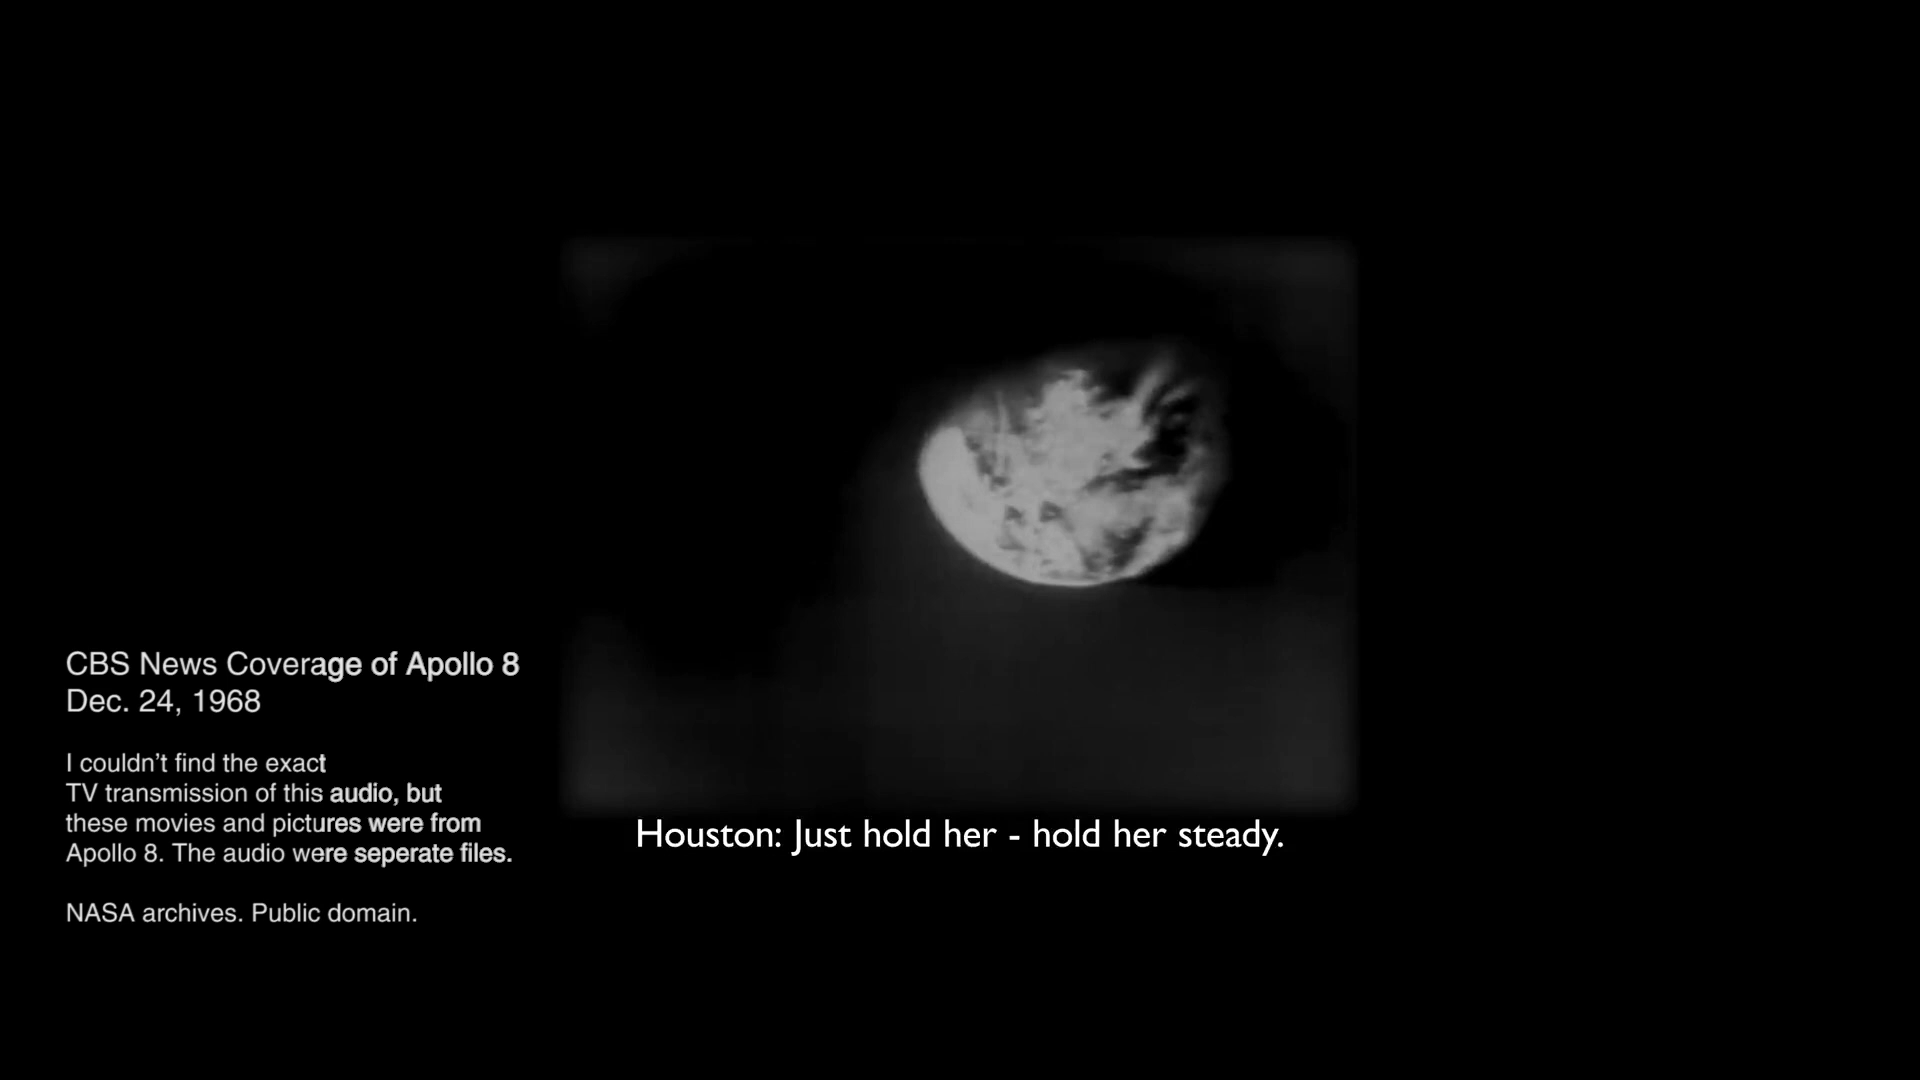 CBS News Coverage of Apollo 8
Dec. 24, 1968
I couldn't find the exact
TV transmission of this audio, but
these movies and pictures were from
Apollo 8. The audio were seperate files.
NASA archives. Public domain.
Houston: Just hold her - hold her steady.